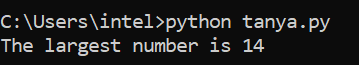 C:\Users\intel>python tanya.py
The largest number is 14